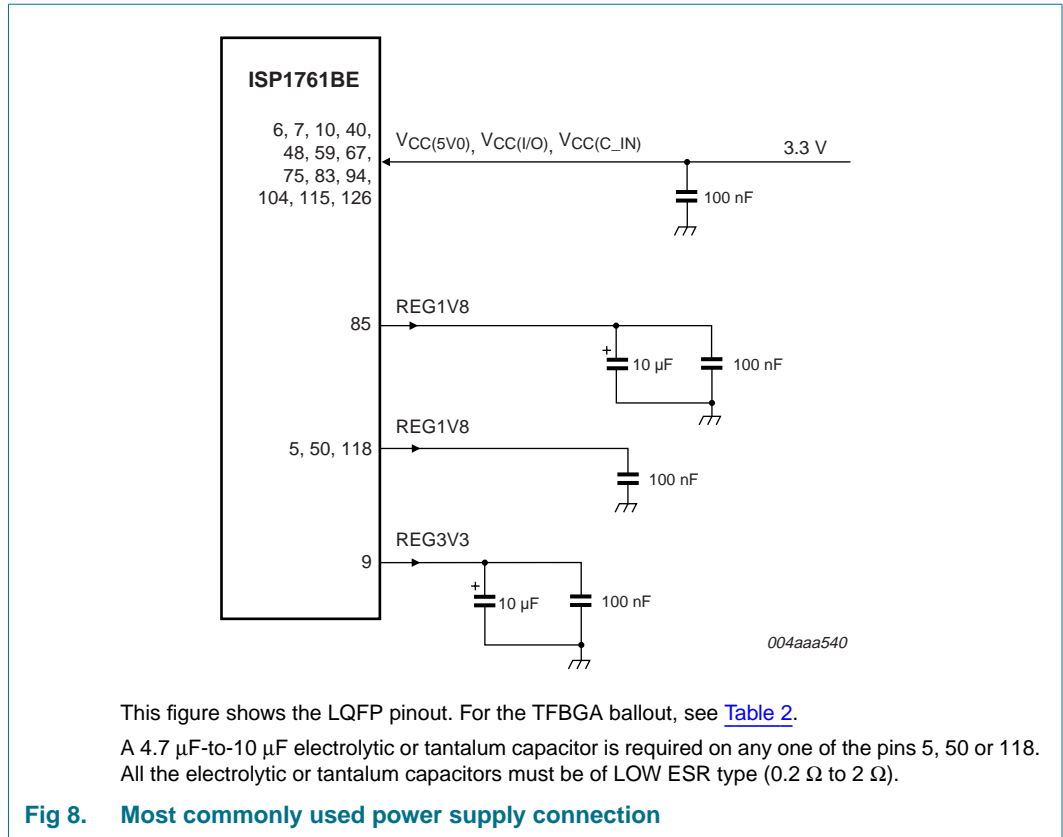 ISP1761BE
6, 7, 10, 40,
48, 59, 67,
75, 83, 94,
104, 115, 126
VCC(5V0), VCC(I/O), VCC(C_IN)
3.3 V
100 nF
85
REG1V8
+
10 µF
100 nF
5, 50, 118
REG1V8
100 nF
9
REG3V3
+
10 µF
100 nF
004aaa540
This figure shows the LQFP pinout. For the TFBGA ballout, see Table 2.
A 4.7 µF-to-10 µF electrolytic or tantalum capacitor is required on any one of the pins 5, 50 or 118.
All the electrolytic or tantalum capacitors must be of LOW ESR type (0.2 Ω to 2 Ω).
Fig 8. Most commonly used power supply connection